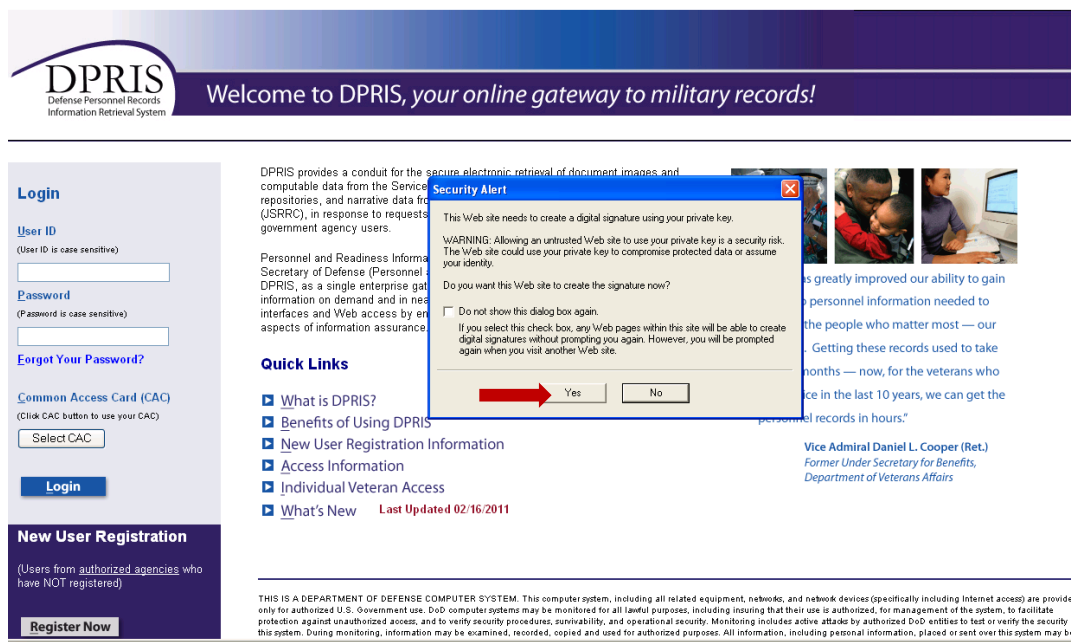 DPRIS
Defense Personnel Records
Information Retrieval System
Welcome to DPRIS, your online gateway to military records!
Login
User ID
(User ID is case sensitive)
Password
(Password is case sensitive)
Forgot Your Password?
Common Access Card (CAC)
(Click CAC button to use your CAC)
Select CAC
Login
New User Registration
(Users from authorized agencies who
have NOT registered)
Register Now
DPRIS provides a conduit for the secure electronic retrieval of document images and
computable data from the Service
repositories, and narrative data fro
(JSRRC), in response to requests
government agency users.
Personnel and Readiness Informa
Secretary of Defense (Personnel
DPRIS, as a single enterprise gat
information on demand and in nea
interfaces and Web access by en
aspects of information assurance.
Quick Links
What is DPRIS?
Benefits of Using DPRIS
New User Registration Information
Access Information
Individual Veteran Access
What's New Last Updated 02/16/2011
Security Alert
This Web site needs to create a digital signature using your private key.
WARNING: Allowing an untrusted Web site to use your private key is a security risk.
The Web site could use your private key to compromise protected data or assume
your identity.
Do you want this Web site to create the signature now?
Do not show this dialog box again.
If you select this check box, any Web pages within this site will be able to create
digital signatures without prompting you again. However, you will be prompted
again when you visit another Web site.
Yes
No
s greatly improved our ability to gain
personnel information needed to
the people who matter most — our
. Getting these records used to take
months — now, for the veterans who
ice in the last 10 years, we can get the
personnel records in hours."
Vice Admiral Daniel L. Cooper (Ret.)
Former Under Secretary for Benefits,
Department of Veterans Affairs
THIS IS A DEPARTMENT OF DEFENSE COMPUTER SYSTEM. This computer system, including all related equipment, networks, and network devices (specifically including Internet access) are provide
only for authorized U.S. Government use. DoD computer systems may be monitored for all lawful purposes, including insuring that their use is authorized, for management of the system, to facilitate
protection against unauthorized access, and to verify security procedures, survivability, and operational security. Monitoring includes active attacks by authorized DoD entities to test or verify the security
this system. During monitoring, information may be examined, recorded, copied and used for authorized purposes. All information, including personal information, placed or sent over this system may b